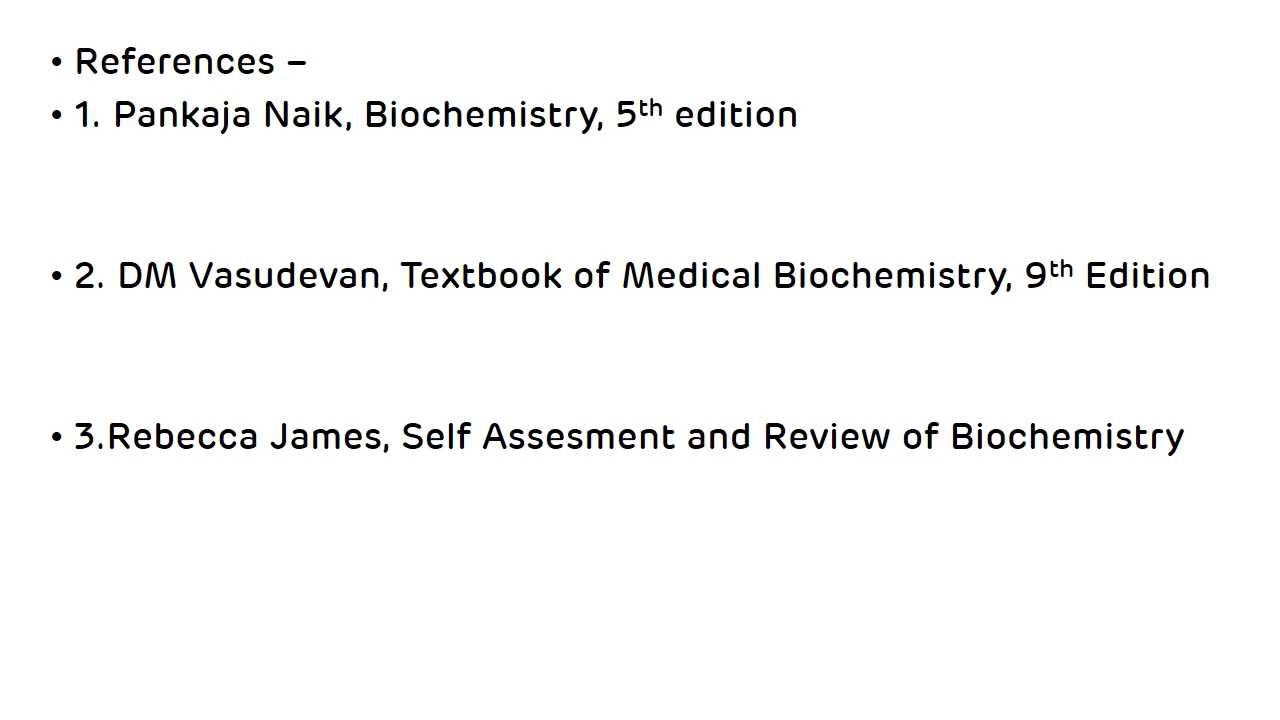 • References –
• 1. Pankaja Naik, Biochemistry, 5th edition
• 2. DM Vasudevan, Textbook of Medical Biochemistry, 9th Edition
• 3.Rebecca James, Self Assesment and Review of Biochemistry